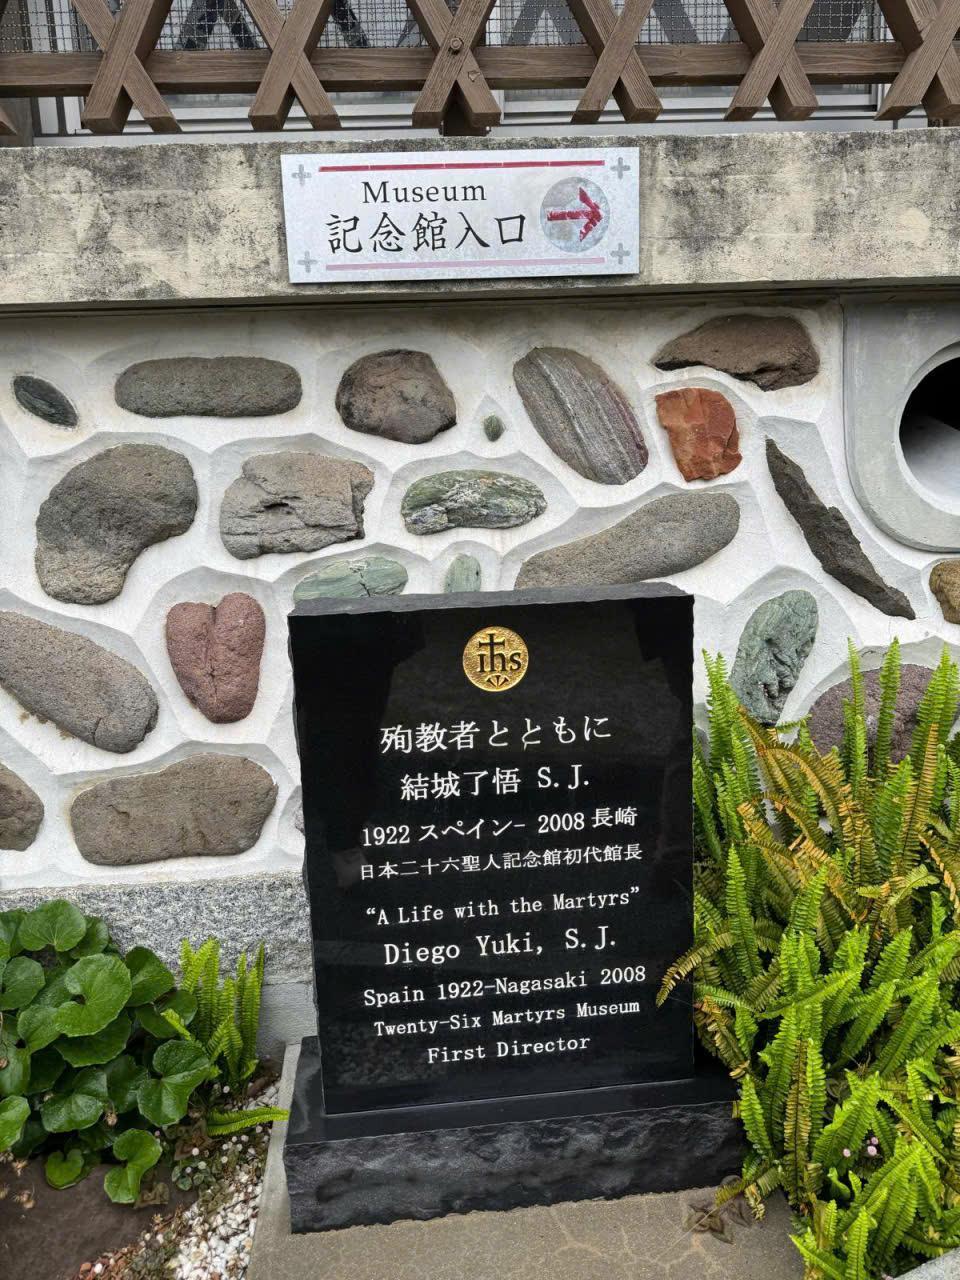 Museum
記念館入口
ihs
殉教者とともに
結城了悟 S.J.
1922 スペイン- 2008 長崎
日本二十六聖人記念館初代館長
“A Life with the Martyrs”
Diego Yuki, S.J.
Spain 1922-Nagasaki 2008
Twenty-Six Martyrs Museum
First Director